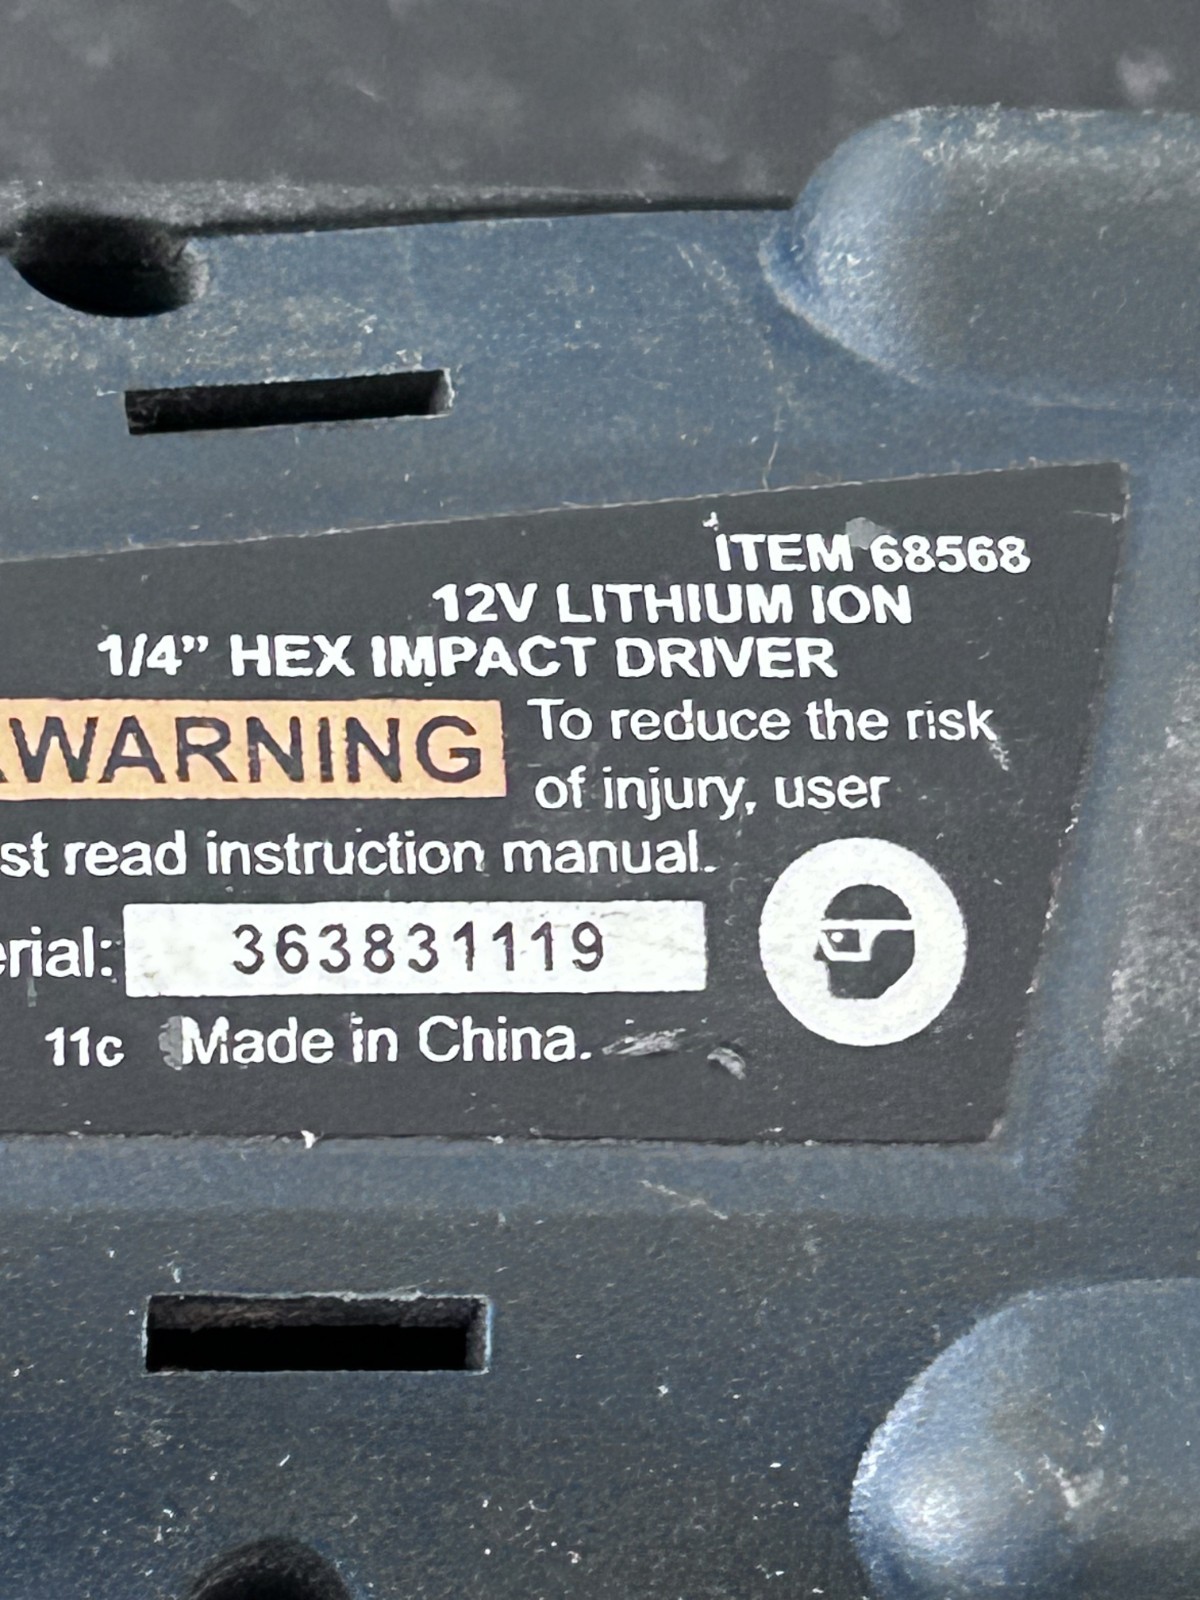 ITEM 68568
12V LITHIUM ION
1/4” HEX IMPACT DRIVER
WARNING To reduce the risk
of injury, user
st read instruction manual.
erial: 363831119
11c Made in China.